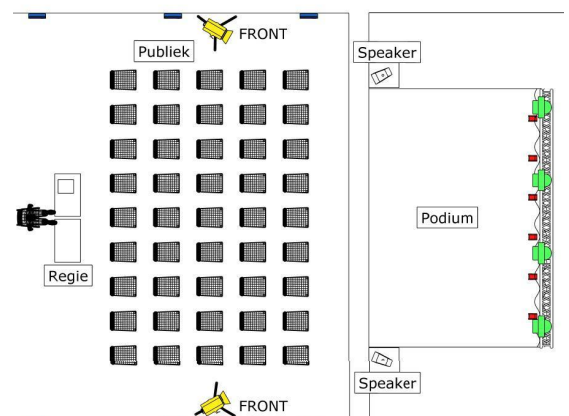 FRONT
Publiek
Speaker
Podium
Regie
Speaker
FRONT